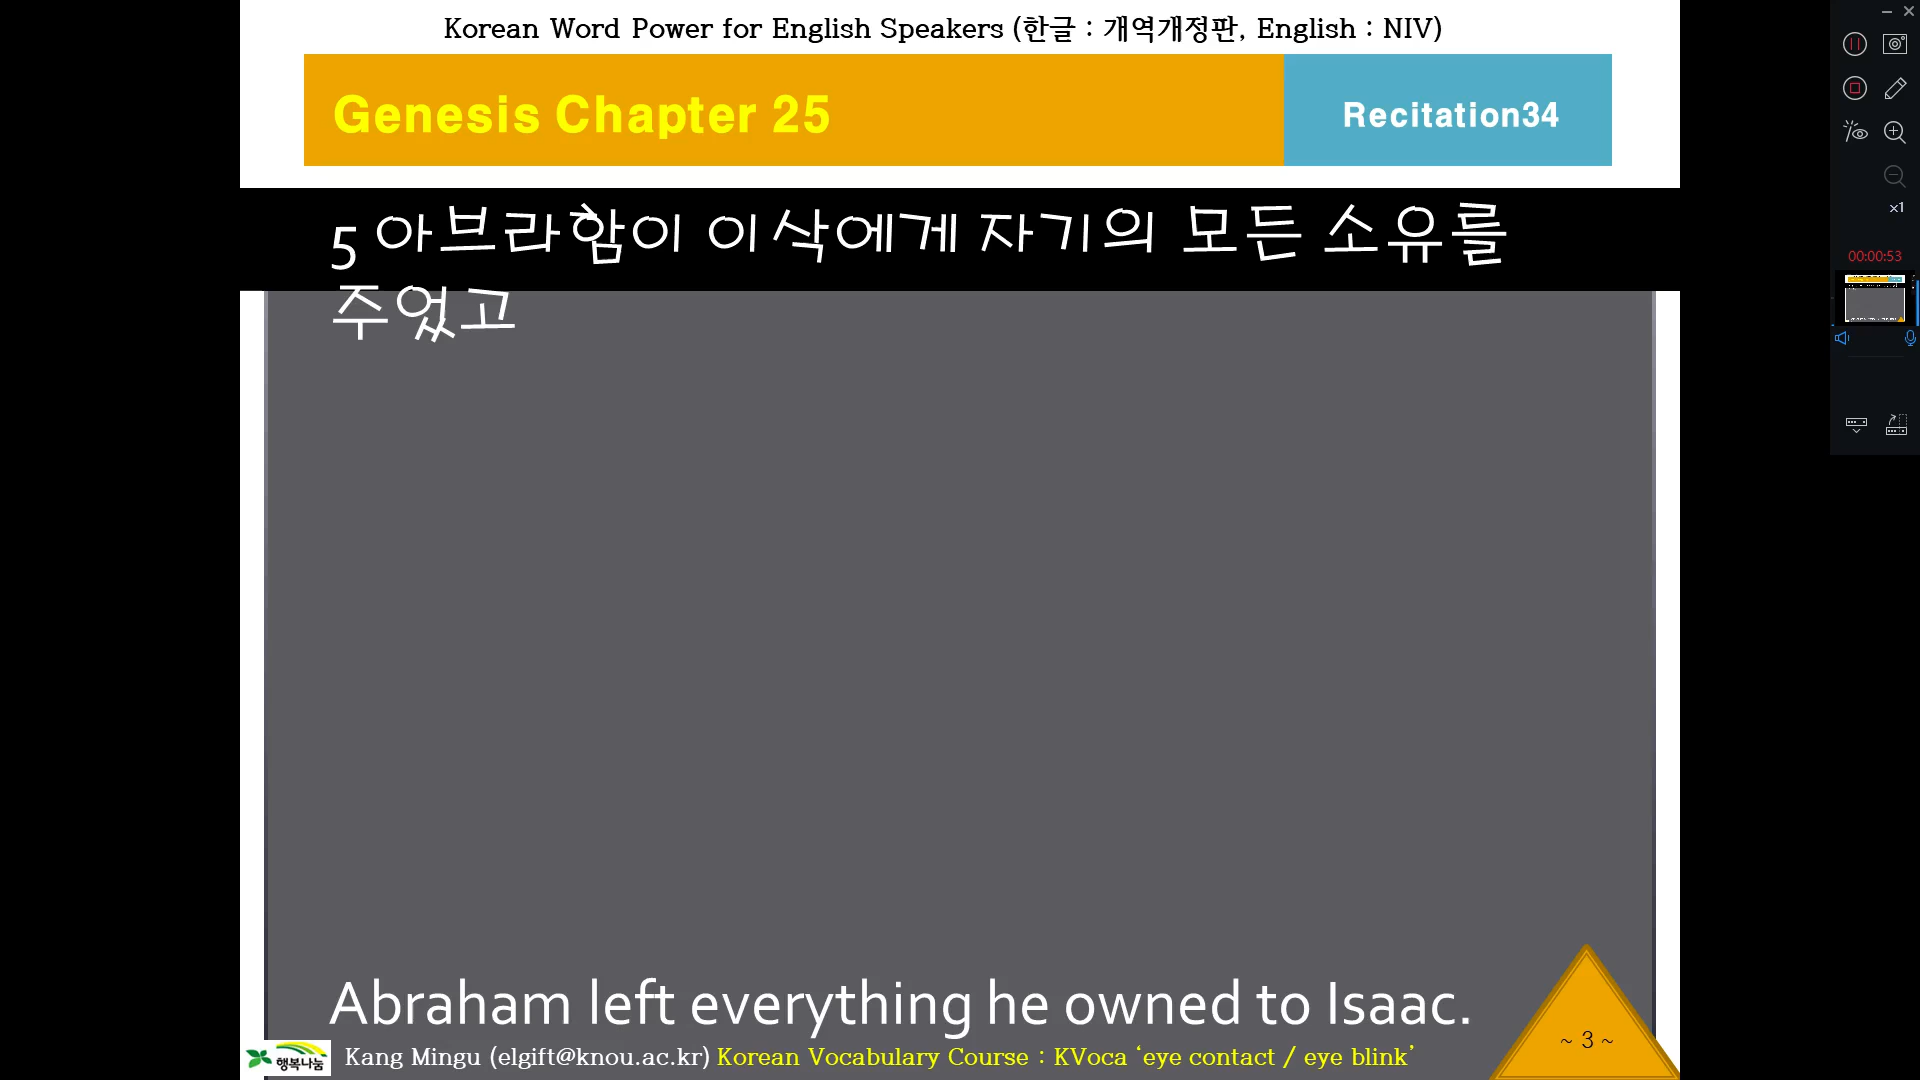 Korean Word Power for English Speakers (한글 : 개역개정판, English : NIV)
Genesis Chapter 25
Recitation34
5 아브라함이 이삭에게 자기의 모든 소유를
주었고
Abraham left everything he owned to Isaac.
~ 3 ~
행복나눔
Kang Mingu (elgift@knou.ac.kr) Korean Vocabulary Course : KVoca ‘eye contact / eye blink’
x1
00:00:53